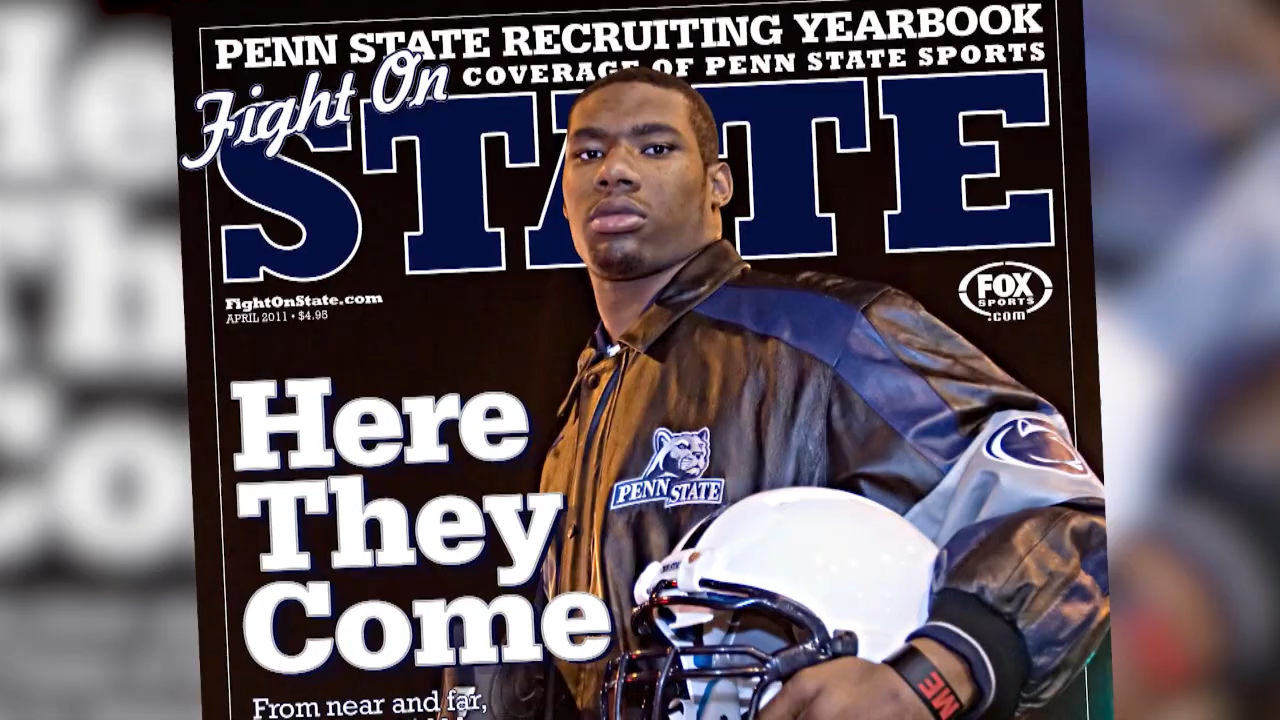 PENN STATE RECRUITING YEARBOOK
Fight On
COVERAGE OF PENN STATE SPORTS
STATE
FightOnState.com
APRIL 2011 • $4.95
FOX
SPORTS
.com
Here
They
Come
PENN STATE
ME
From near and far,